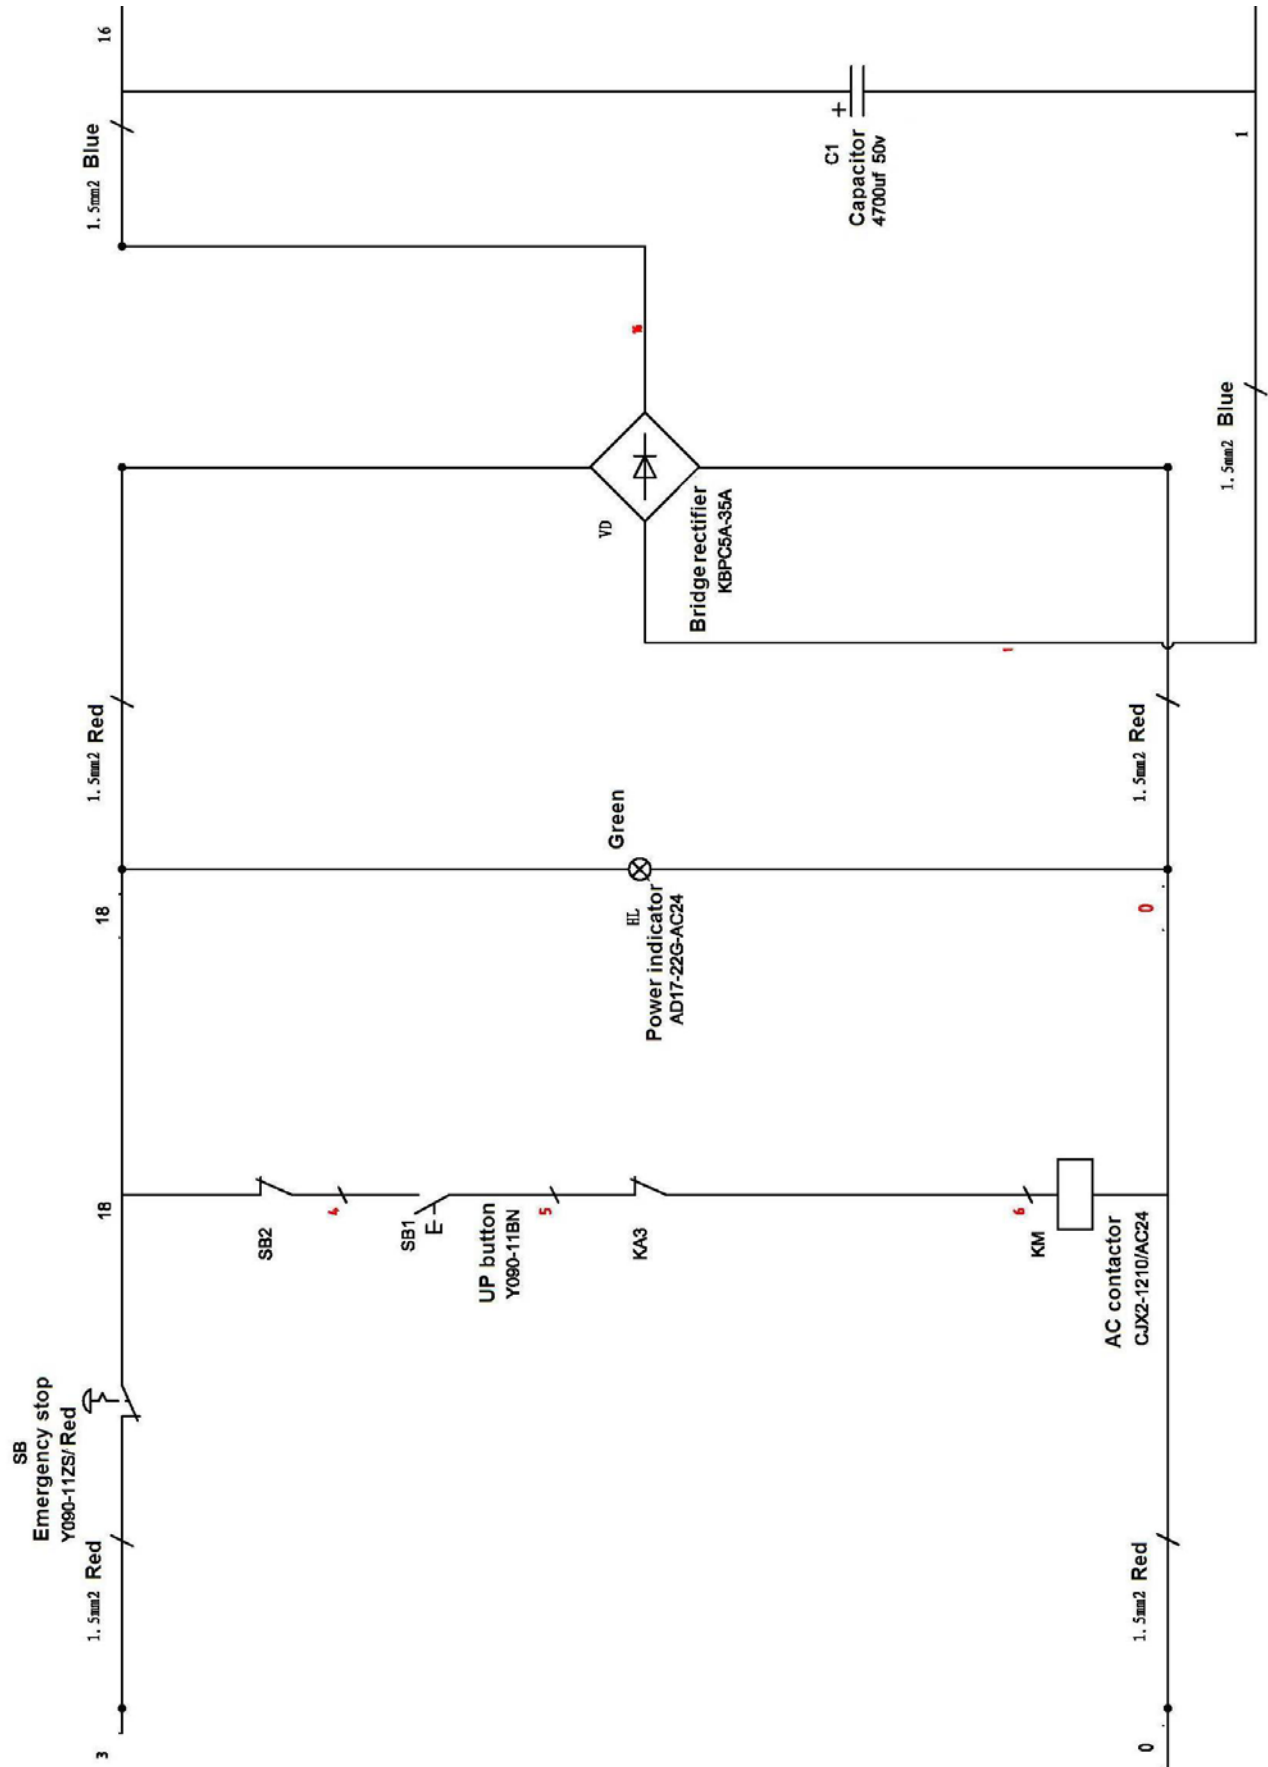 3
1.5mm2 Red
SB
Emergency stop
Y090-11ZS/ Red
18
18
1.5mm2 Red
1.5mm2 Blue
16
SB2
4
SB1
E
UP button
Y090-11BN
5
KA3
6
KM
AC contactor
CJX2-1210/AC24
Green
HL
Power indicator
AD17-22G-AC24
VD
Bridge rectifier
KBPC5A-35A
16
1
+
C1
Capacitor
4700uf 50v
0
1.5mm2 Red
0
1.5mm2 Red
1.5mm2 Blue
1